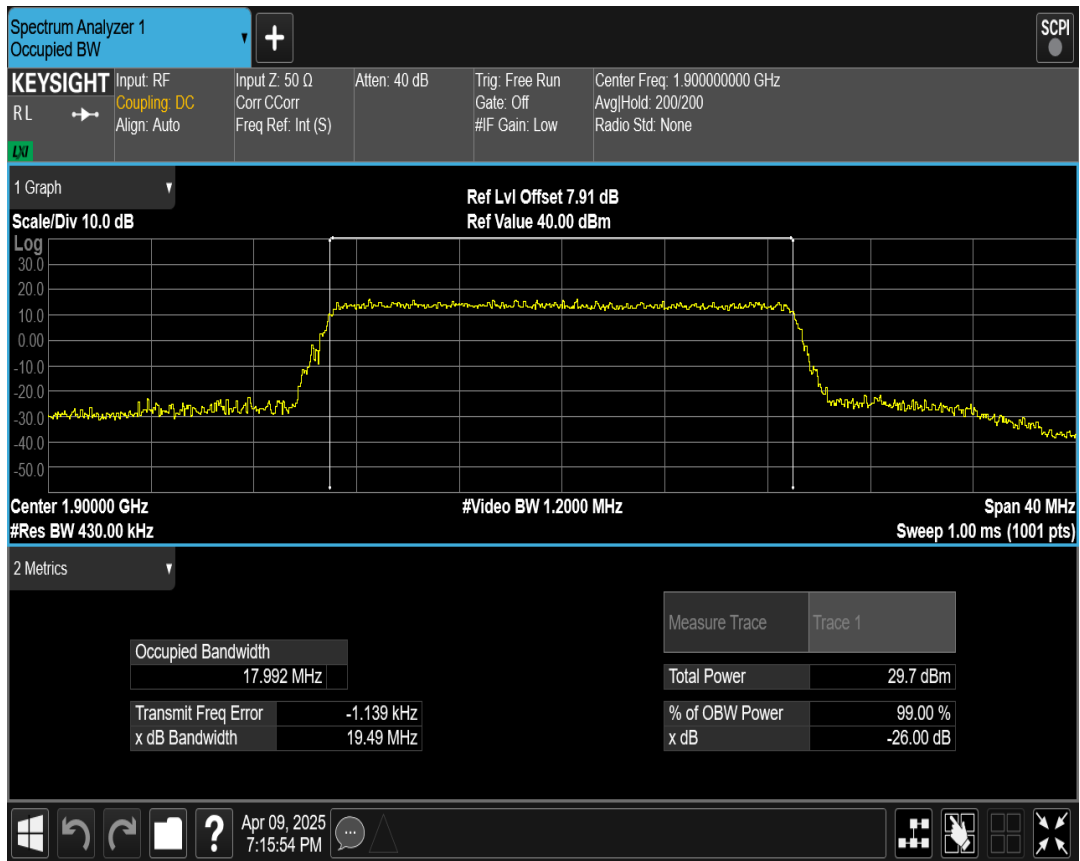 Spectrum Analyzer 1
Occupied BW
+
SCPI
KEYSIGHT
RL
LXI
Input: RF
Coupling: DC
Align: Auto
Input Z: 50 Ω
Corr CCorr
Freq Ref: Int (S)
Atten: 40 dB
Trig: Free Run
Gate: Off
#IF Gain: Low
Center Freq: 1.900000000 GHz
Avg|Hold: 200/200
Radio Std: None
1 Graph
Scale/Div 10.0 dB
Ref Lvl Offset 7.91 dB
Ref Value 40.00 dBm
Log
30.0
20.0
10.0
0.00
-10.0
-20.0
-30.0
-40.0
-50.0
Center 1.90000 GHz
#Res BW 430.00 kHz
#Video BW 1.2000 MHz
Span 40 MHz
Sweep 1.00 ms (1001 pts)
2 Metrics
Measure Trace Trace 1
Occupied Bandwidth
17.992 MHz
Total Power 29.7 dBm
Transmit Freq Error -1.139 kHz
% of OBW Power 99.00 %
x dB Bandwidth 19.49 MHz
x dB -26.00 dB
?
Apr 09, 2025
7:15:54 PM